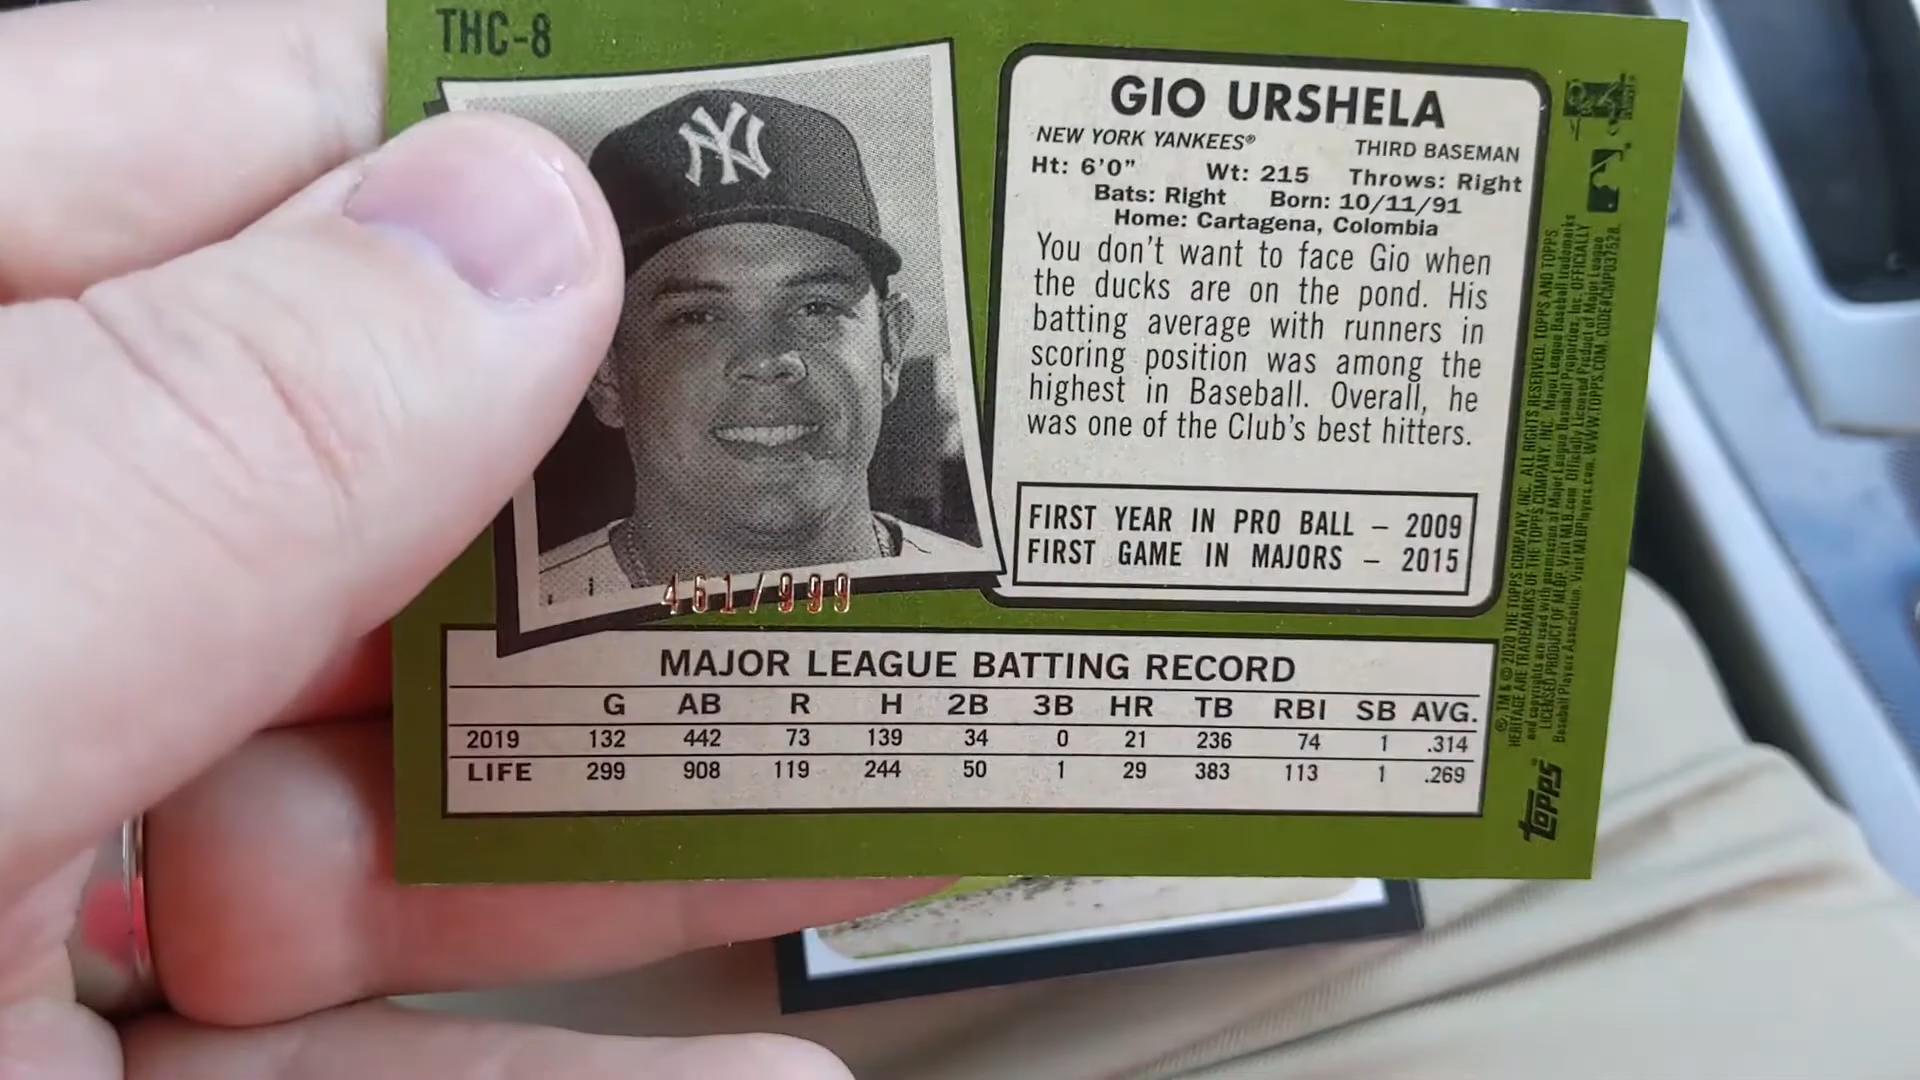 THC-8
NY
GIO URSHELA
NEW YORK YANKEES® THIRD BASEMAN
Ht: 6'0" Wt: 215 Throws: Right
Bats: Right Born: 10/11/91
Home: Cartagena, Colombia
You don't want to face Gio when
the ducks are on the pond. His
batting average with runners in
scoring position was among the
highest in Baseball. Overall, he
was one of the Club's best hitters.
FIRST YEAR IN PRO BALL – 2009
FIRST GAME IN MAJORS – 2015
461/999
MAJOR LEAGUE BATTING RECORD
G AB R H 2B 3B HR TB RBI SB AVG.
2019 132 442 73 139 34 0 21 236 74 1 .314
LIFE 299 908 119 244 50 1 29 383 113 1 .269
®, TM & © 2020 THE TOPPS COMPANY, INC. ALL RIGHTS RESERVED. TOPPS AND TOPPS
HERITAGE ARE TRADEMARKS OF THE TOPPS COMPANY, INC. Major League Baseball trademarks
and copyrights are used with permission of Major League Baseball Properties, Inc. OFFICIALLY
LICENSED PRODUCT OF MLBP. Visit MLB.com Officially Licensed Product of Major League
Baseball Players Association. Visit MLBPlayers.com. WWW.TOPPS.COM. CODE#CMP037628
topps